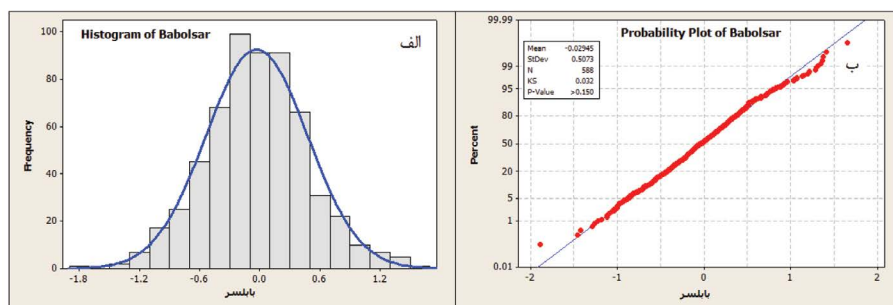 Histogram of Babolsar
الف
Frequency
100
80
60
40
20
0
-1.8
-1.2
-0.6
0.0
0.6
1.2
بابلسر
Probability Plot of Babolsar
ب
Mean -0.02945
StDev 0.5073
N 588
KS 0.032
P-Value >0.150
Percent
99.99
99
95
80
50
20
5
1
0.01
-2
-1
0
1
2
بابلسر